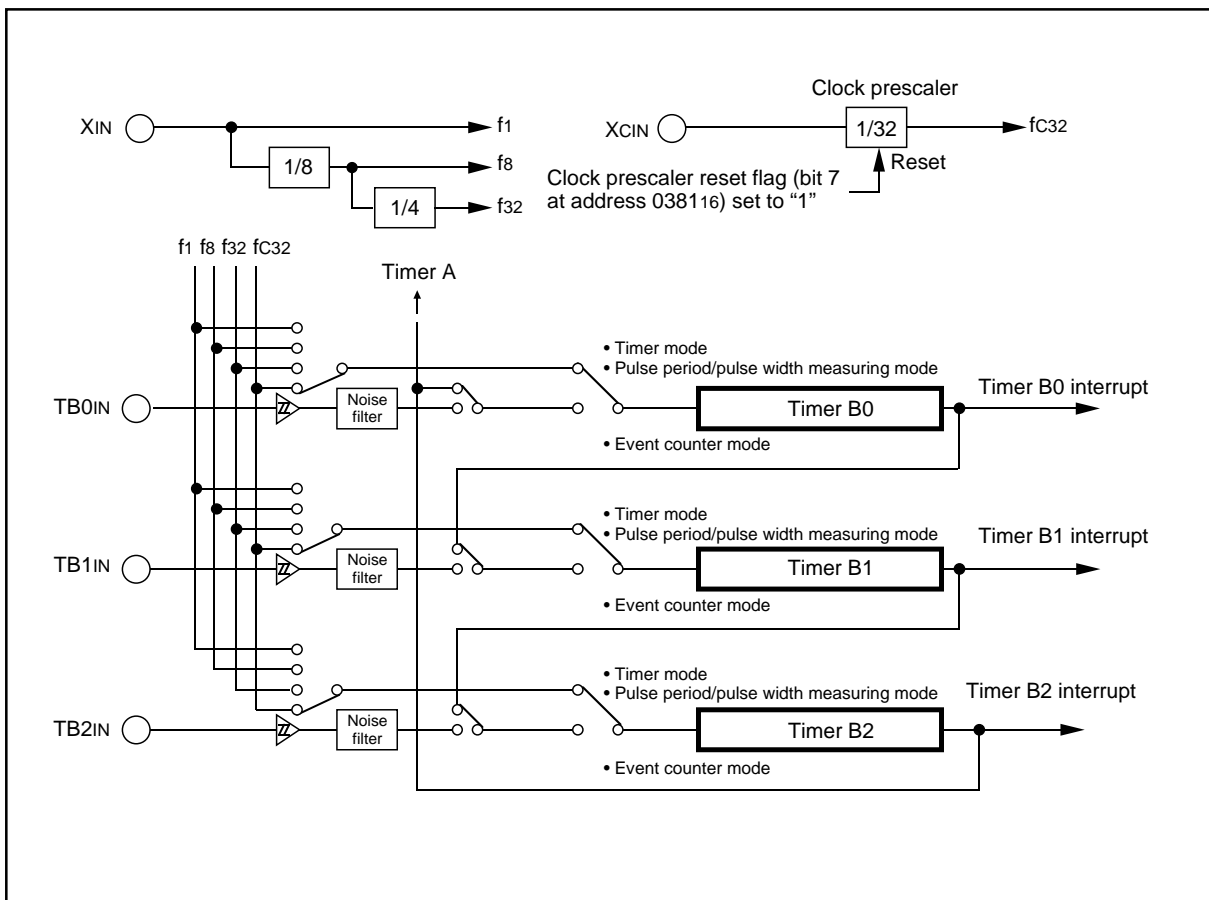 Clock prescaler
XIN
f1
XCIN
1/32
fC32
1/8
f8
Reset
Clock prescaler reset flag (bit 7
at address 038116) set to “1”
1/4
f32
f1 f8 f32 fC32
Timer A
• Timer mode
• Pulse period/pulse width measuring mode
TB0IN
Noise
filter
Timer B0
Timer B0 interrupt
• Event counter mode
• Timer mode
• Pulse period/pulse width measuring mode
TB1IN
Noise
filter
Timer B1
Timer B1 interrupt
• Event counter mode
• Timer mode
• Pulse period/pulse width measuring mode
TB2IN
Noise
filter
Timer B2
Timer B2 interrupt
• Event counter mode